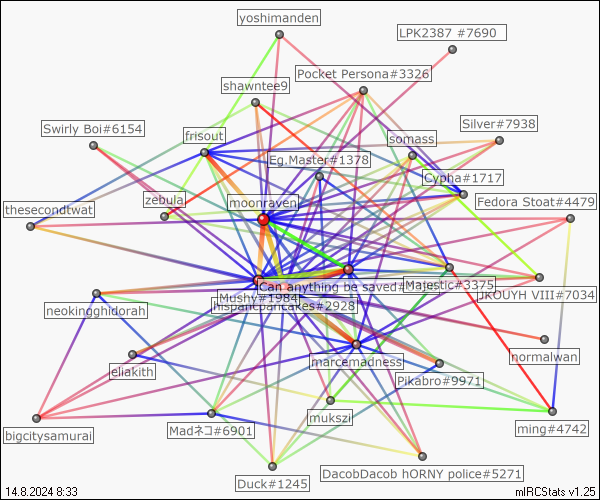 yoshimanden
LPK2387 #7690
Pocket Persona#3326
shawntee9
Silver#7938
Swirly Boi#6154
frisout
somass
Eg.Master#1378
Cypha#1717
zebula
moonraven
Fedora Stoat#4479
thesecondtwat
Can anything be saved
Majestic#3375
Mushy#1984
JKOUYH VIII#7034
hispanicpancakes#2928
neokingghidorah
normalwan
marcemadness
eliakith
Pikabro#9971
mukszi
bigcitysamurai
Madネコ#6901
ming#4742
DacobDacob hORNY police#5271
Duck#1245
14.8.2024 8:33
mIRCStats v1.25